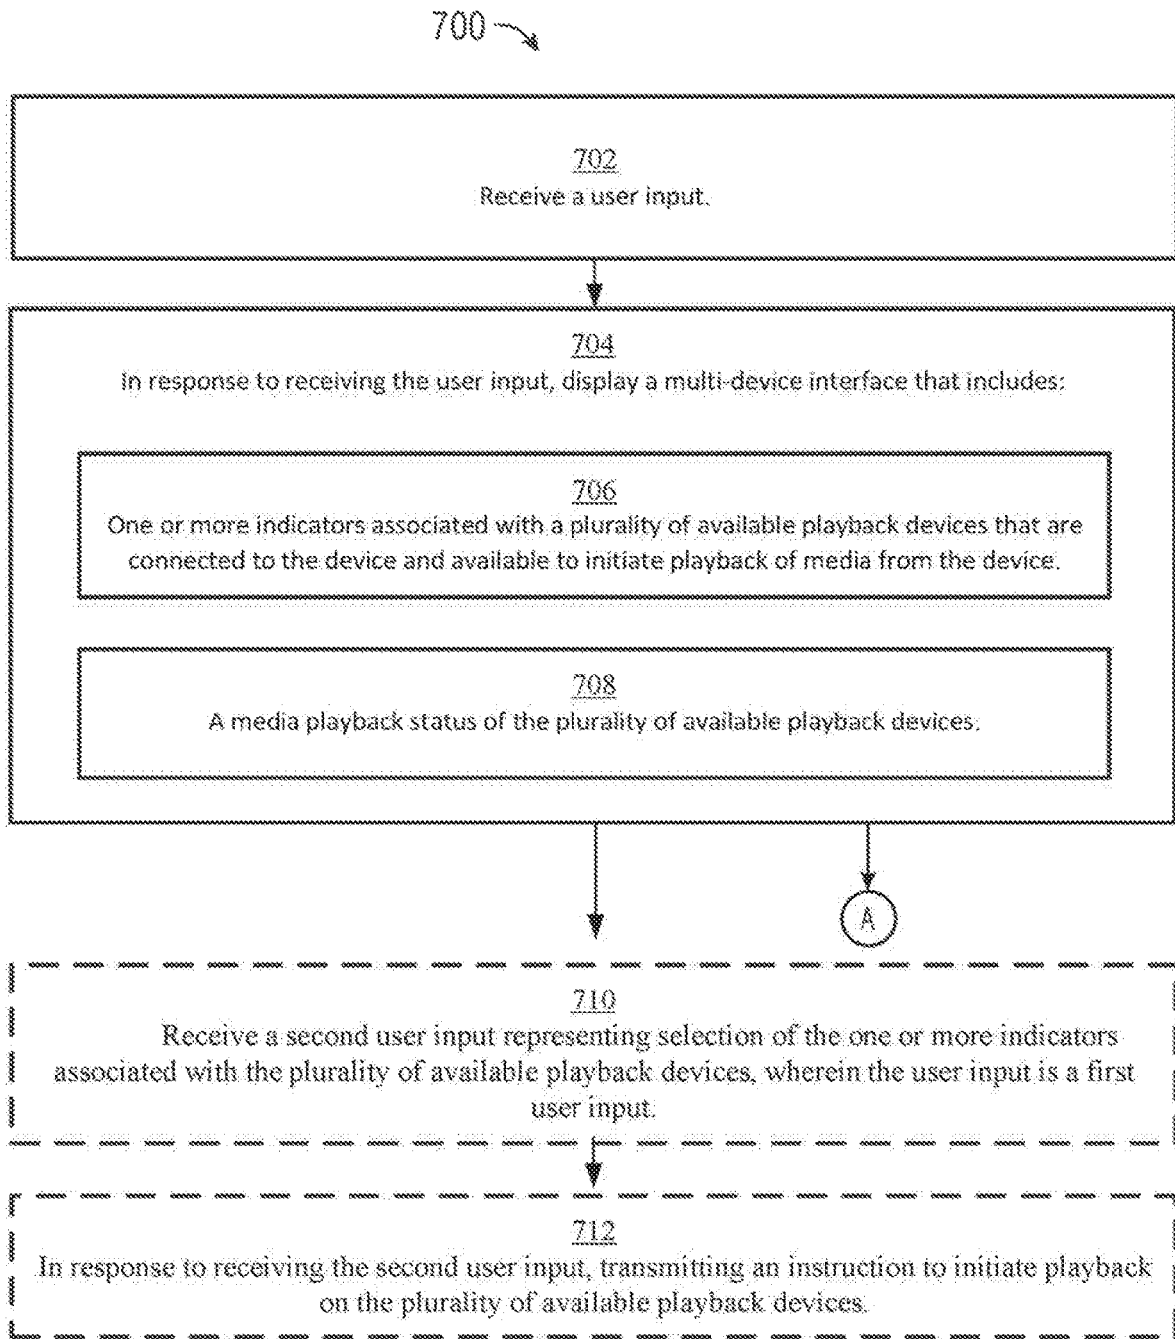 700
702
Receive a user input.
704
In response to receiving the user input, display a multi-device interface that includes:
706
One or more indicators associated with a plurality of available playback devices that are
connected to the device and available to initiate playback of media from the device.
708
A media playback status of the plurality of available playback devices.
A
710
Receive a second user input representing selection of the one or more indicators
associated with the plurality of available playback devices, wherein the user input is a first
user input.
712
In response to receiving the second user input, transmitting an instruction to initiate playback
on the plurality of available playback devices.